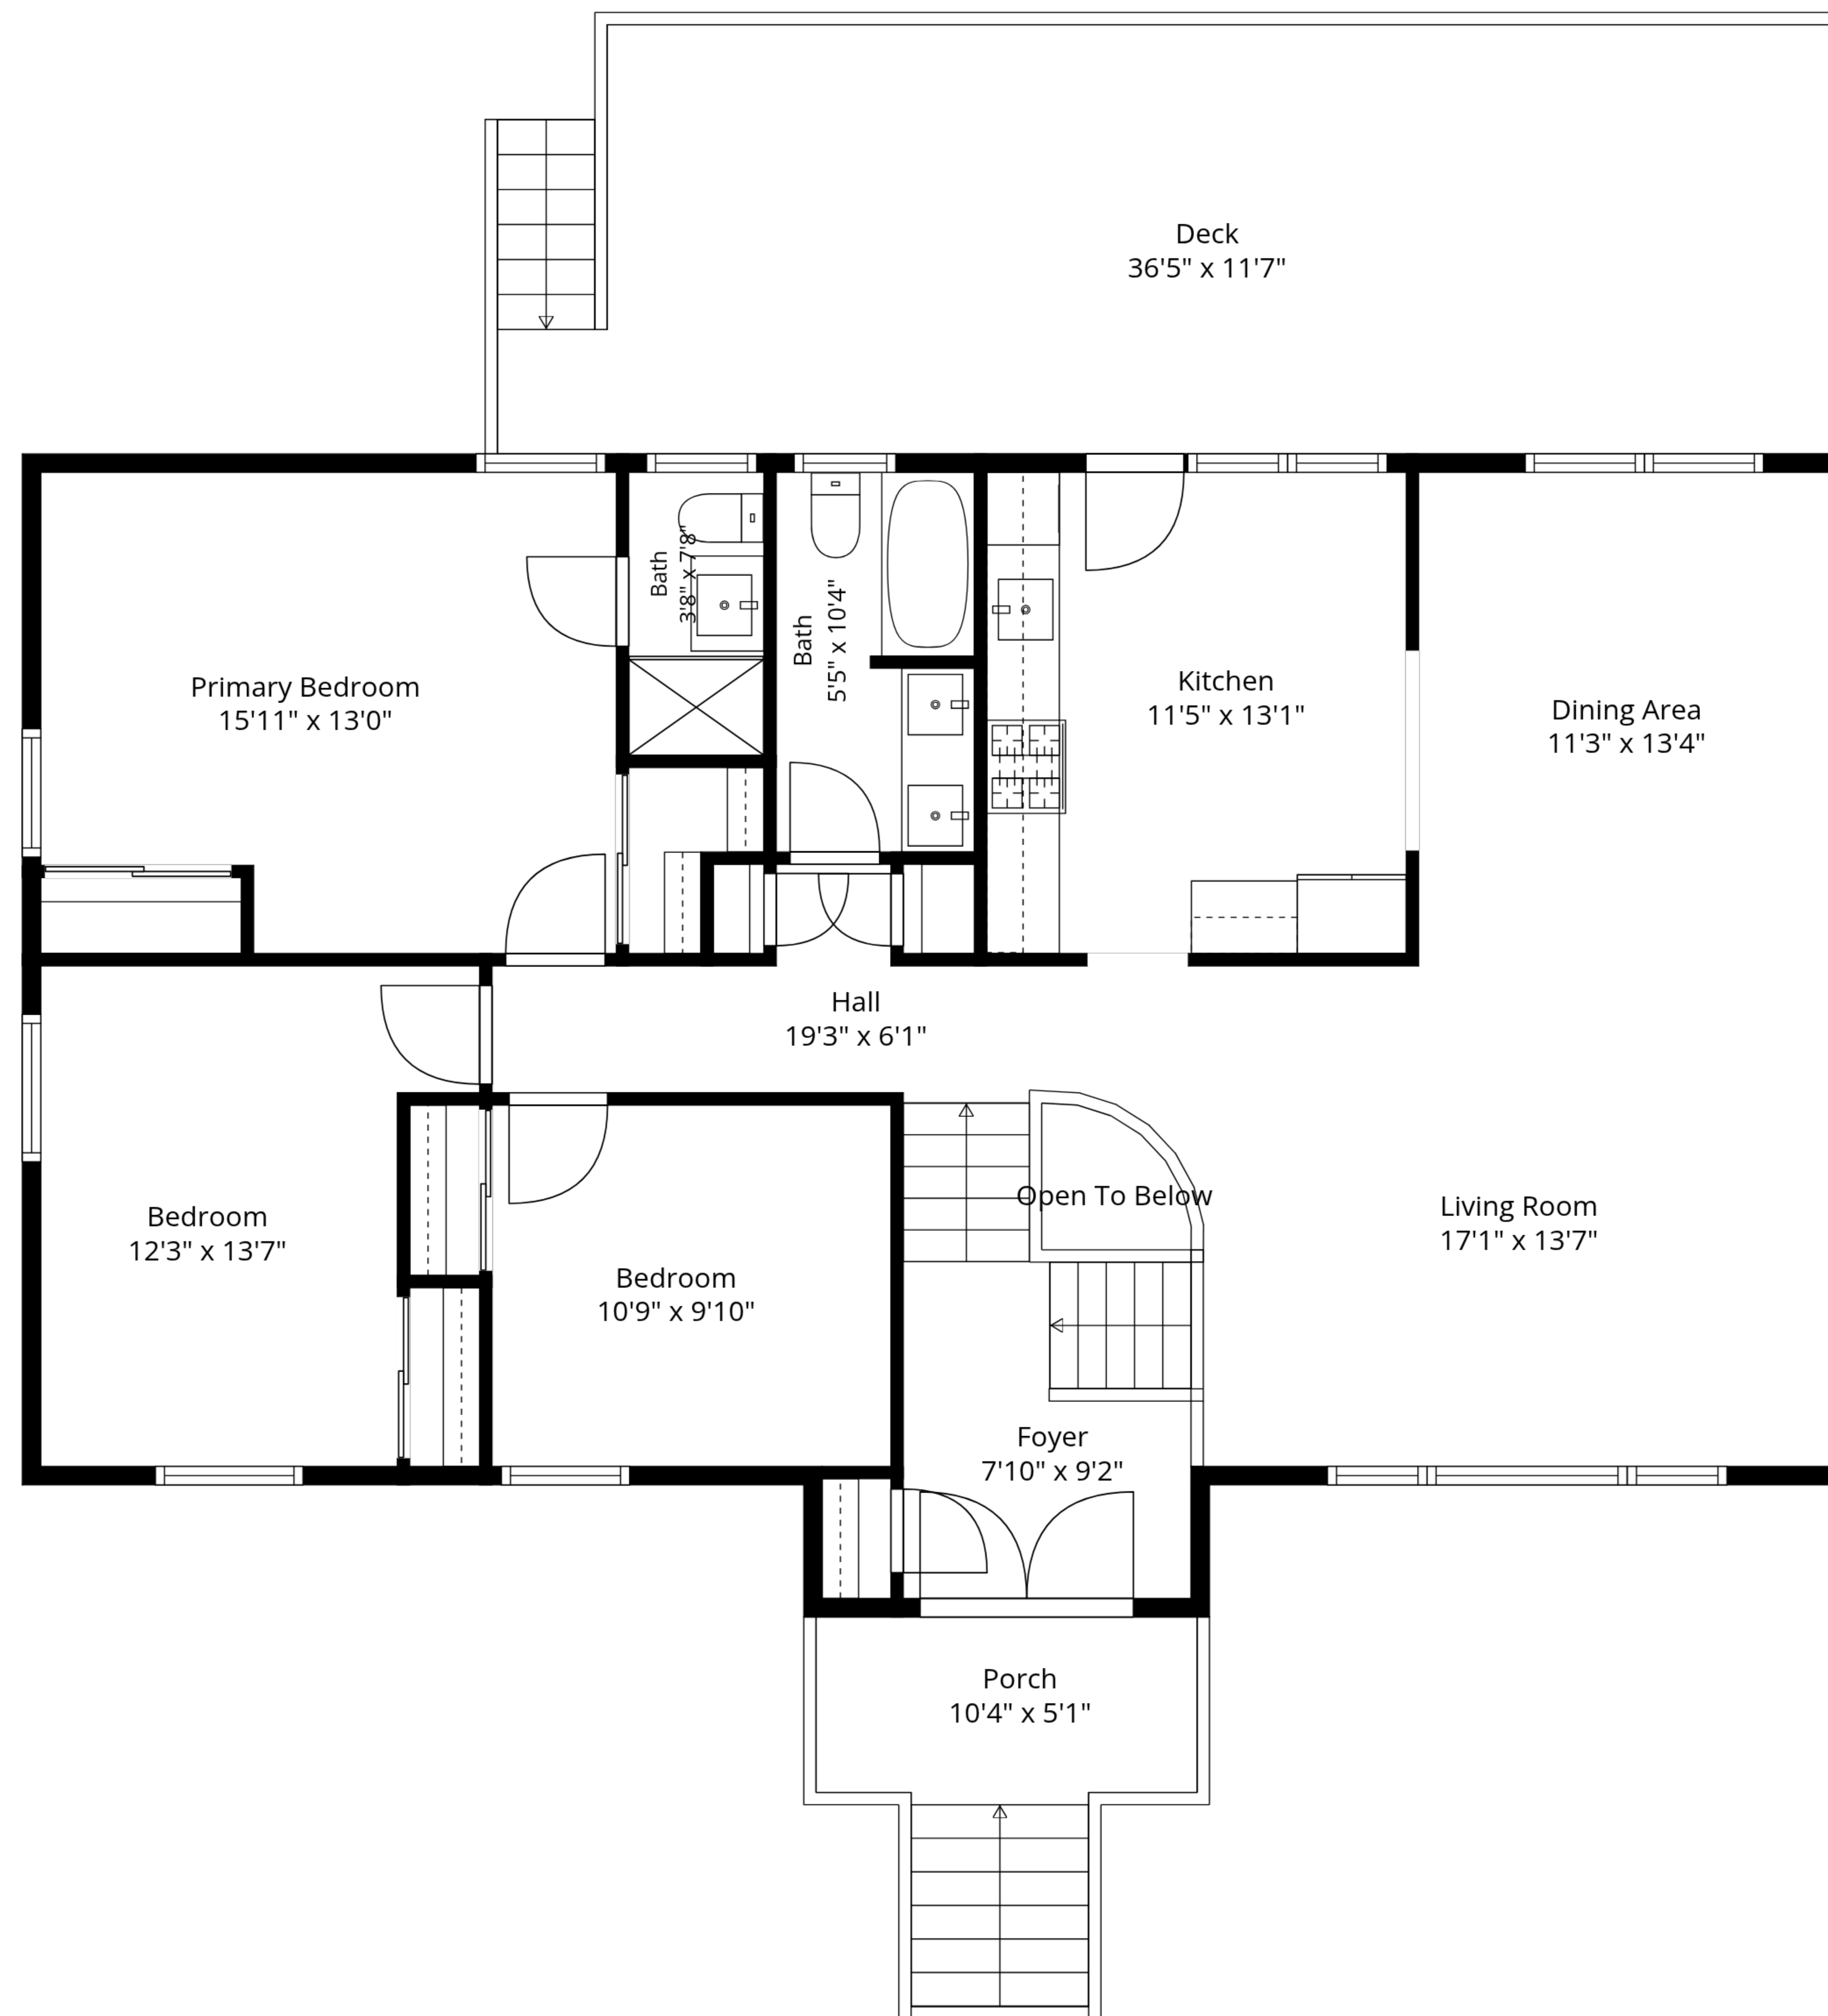 Deck
36'5" x 11'7"
Bath
3'8" x 7'8"
Bath
5'5" x 10'4"
Primary Bedroom
15'11" x 13'0"
Kitchen
11'5" x 13'1"
Dining Area
11'3" x 13'4"
Hall
19'3" x 6'1"
Open To Below
Living Room
17'1" x 13'7"
Bedroom
12'3" x 13'7"
Bedroom
10'9" x 9'10"
Foyer
7'10" x 9'2"
Porch
10'4" x 5'1"